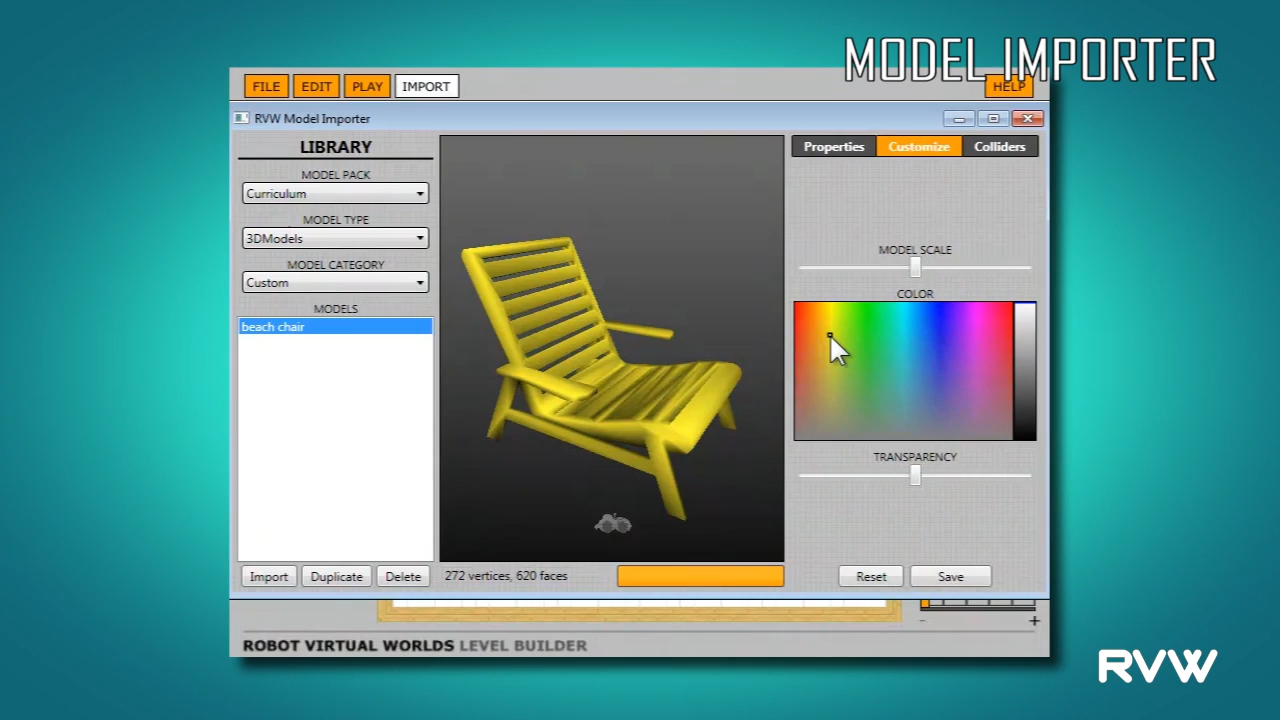 MODEL IMPORTER
FILE EDIT PLAY IMPORT HELP
RVW Model Importer
LIBRARY
MODEL PACK
Curriculum
MODEL TYPE
3DModels
MODEL CATEGORY
Custom
MODELS
beach chair
Import Duplicate Delete
272 vertices, 620 faces
Properties Customize Colliders
MODEL SCALE
COLOR
TRANSPARENCY
Reset Save
- +
ROBOT VIRTUAL WORLDS LEVEL BUILDER
RVW